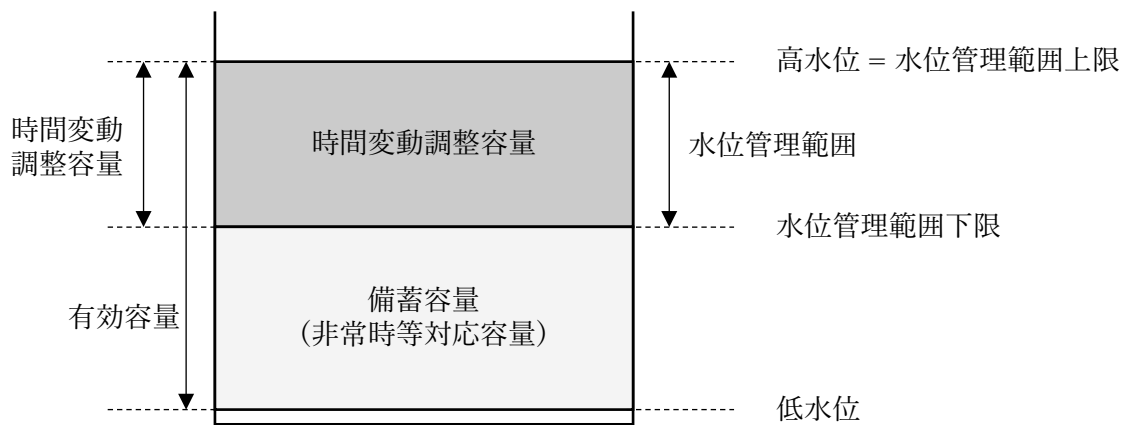 高水位 = 水位管理範囲上限
時間変動
調整容量
時間変動調整容量
水位管理範囲
水位管理範囲下限
有効容量
備蓄容量
（非常時等対応容量）
低水位